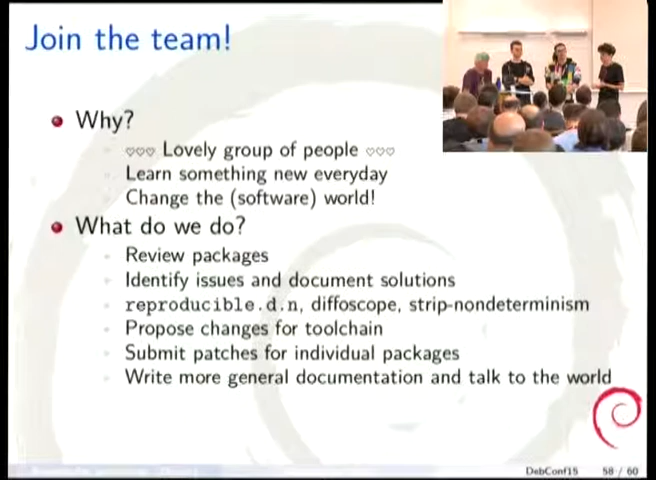 Join the team!
Why?
♡♡♡ Lovely group of people ♡♡♡
Learn something new everyday
Change the (software) world!
What do we do?
Review packages
Identify issues and document solutions
reproducible.d.n, diffoscope, strip-nondeterminism
Propose changes for toolchain
Submit patches for individual packages
Write more general documentation and talk to the world
DebConf15 58 / 60